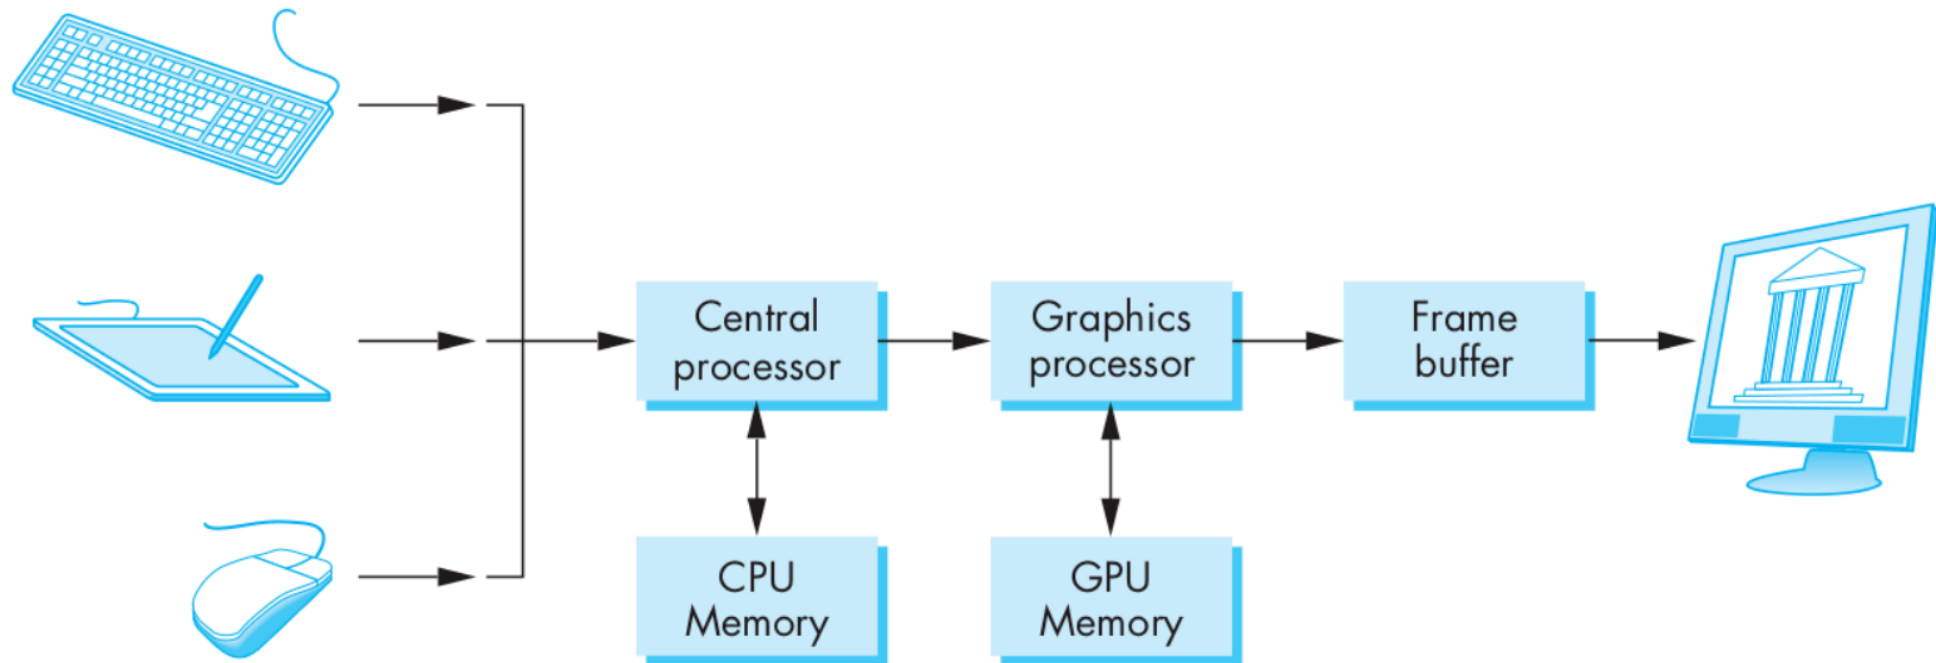 Central
processor
Graphics
processor
Frame
buffer
CPU
Memory
GPU
Memory